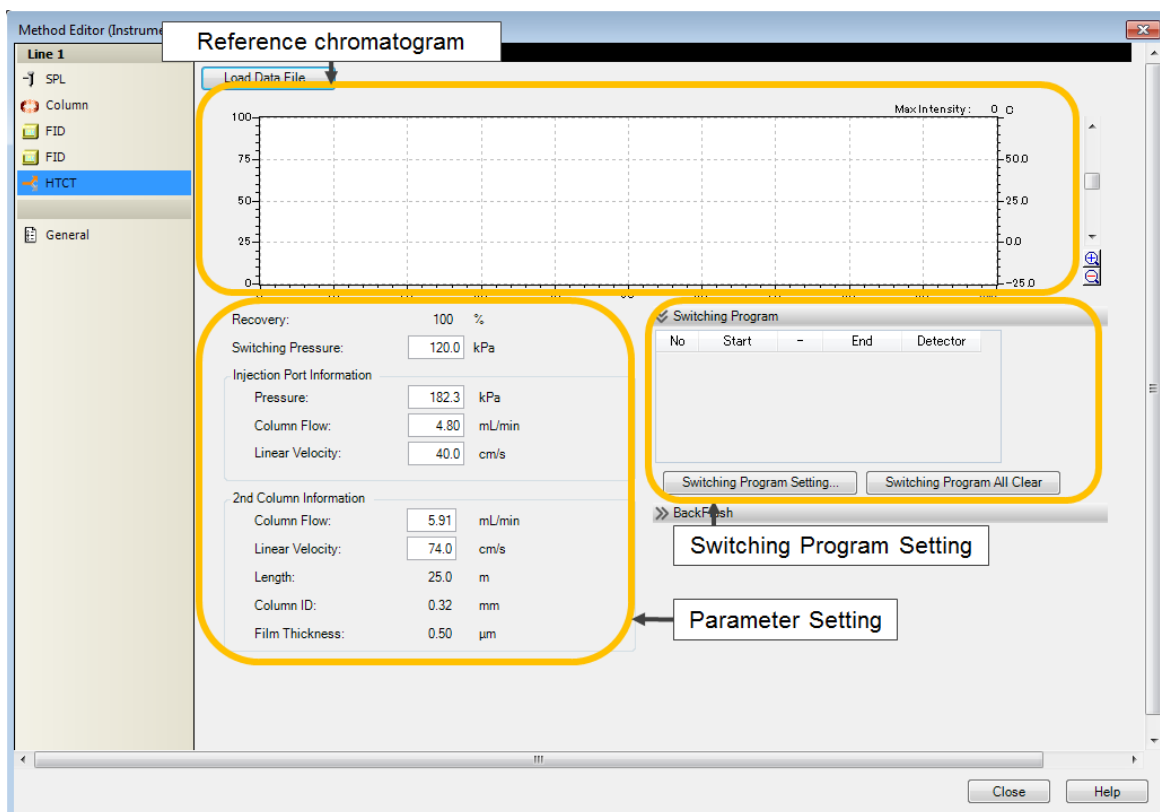 Method Editor (Instrume
Reference chromatogram
Line 1
SPL
Column
FID
FID
HTCT
General
Load Data File
Max Intensity: 0 C
100
75
50
25
0
50.0
25.0
0.0
-25.0
Recovery: 100 %
Switching Pressure: 120.0 kPa
Injection Port Information
Pressure: 182.3 kPa
Column Flow: 4.80 mL/min
Linear Velocity: 40.0 cm/s
2nd Column Information
Column Flow: 5.91 mL/min
Linear Velocity: 74.0 cm/s
Length: 25.0 m
Column ID: 0.32 mm
Film Thickness: 0.50 µm
Switching Program
No Start - End Detector
Switching Program Setting... Switching Program All Clear
Switching Program Setting
Parameter Setting
Close Help